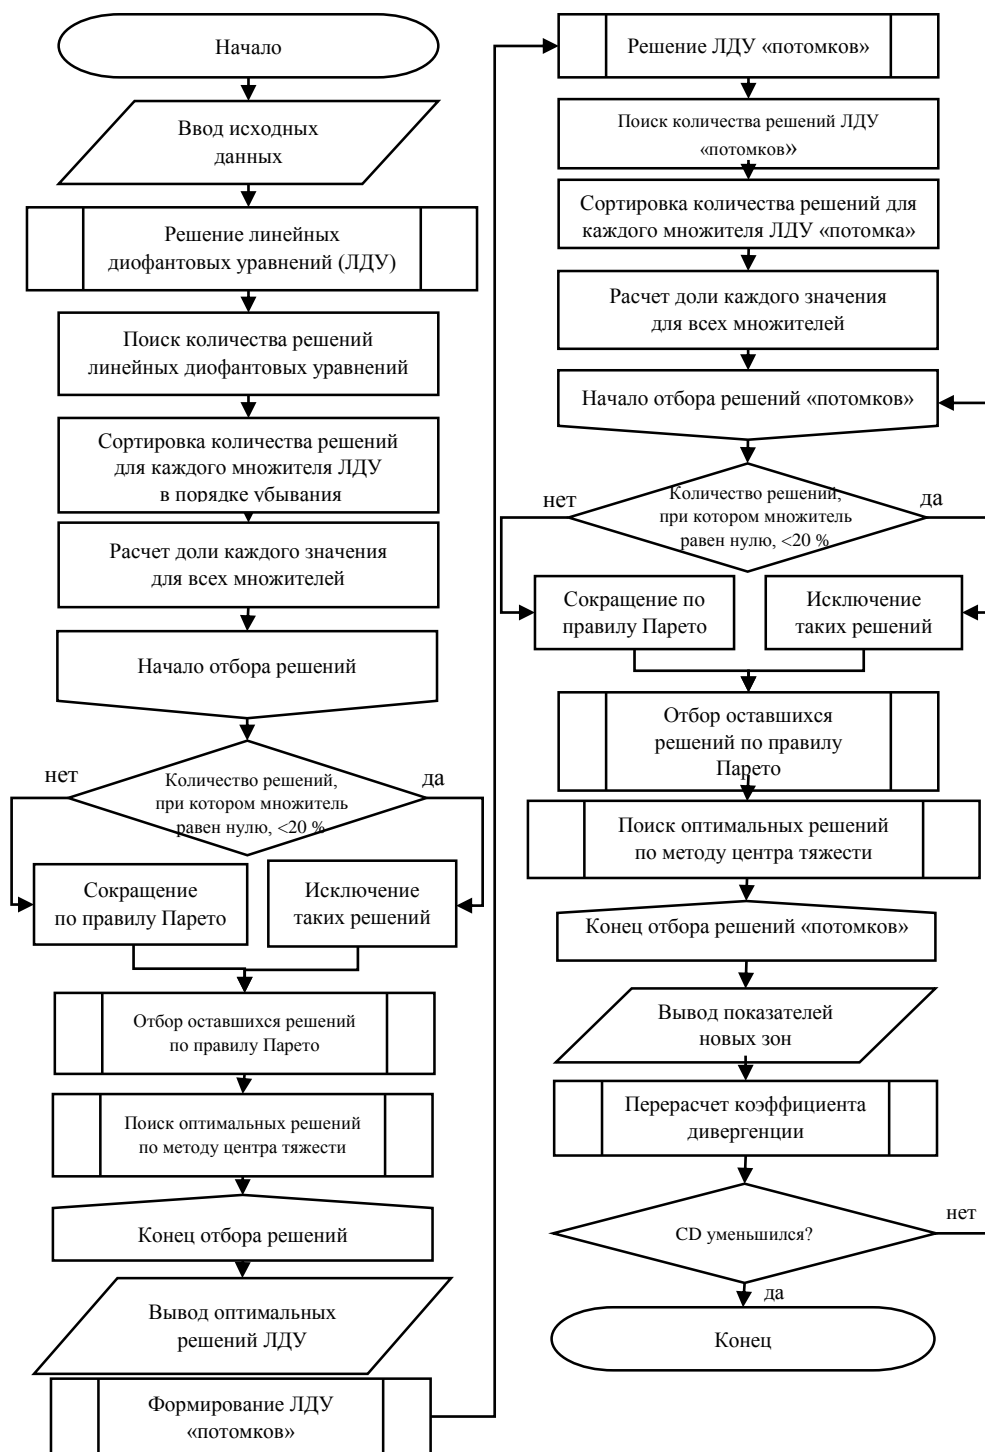 Начало
Ввод исходных
данных
Решение линейных
диофантовых уравнений (ЛДУ)
Поиск количества решений
линейных диофантовых уравнений
Сортировка количества решений
для каждого множителя ЛДУ
в порядке убывания
Расчет доли каждого значения
для всех множителей
Начало отбора решений
нет
да
Количество решений,
при котором множитель
равен нулю, <20 %
Сокращение
по правилу Парето
Исключение
таких решений
Отбор оставшихся решений
по правилу Парето
Поиск оптимальных решений
по методу центра тяжести
Конец отбора решений
Вывод оптимальных
решений ЛДУ
Формирование ЛДУ
«потомков»
Решение ЛДУ «потомков»
Поиск количества решений ЛДУ
«потомков»
Сортировка количества решений для
каждого множителя ЛДУ «потомка»
Расчет доли каждого значения
для всех множителей
Начало отбора решений «потомков»
нет
да
Количество решений,
при котором множитель
равен нулю, <20 %
Сокращение по
правилу Парето
Исключение
таких решений
Отбор оставшихся
решений по правилу
Парето
Поиск оптимальных решений
по методу центра тяжести
Конец отбора решений «потомков»
Вывод показателей
новых зон
Перерасчет коэффициента
дивергенции
CD уменьшился?
нет
да
Конец